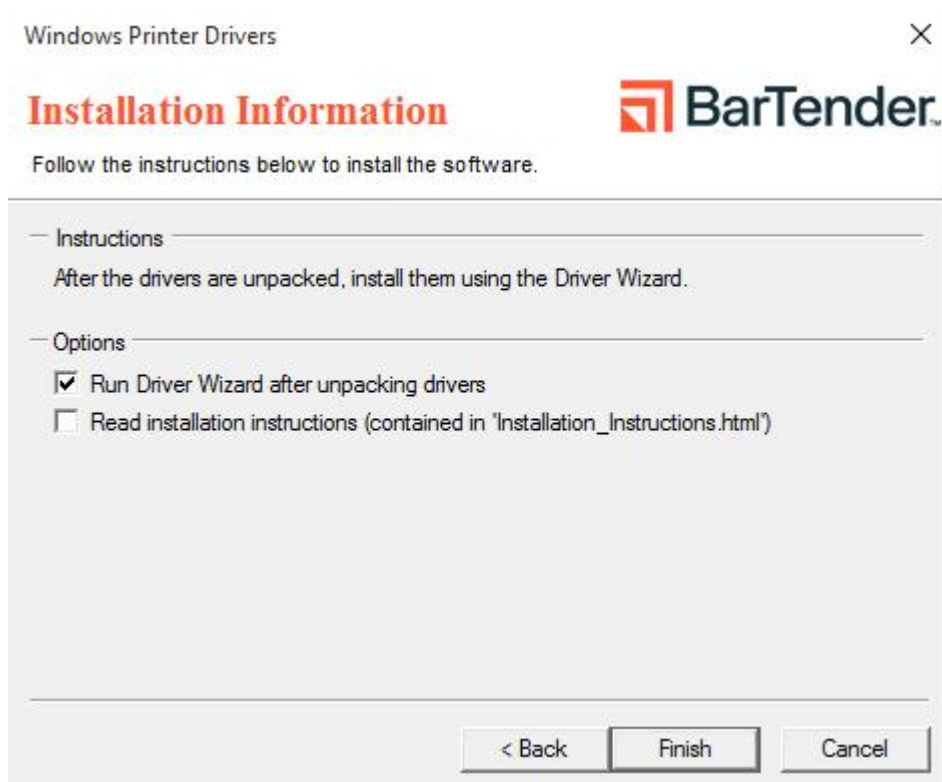 Windows Printer Drivers
Installation Information
BarTender™
Follow the instructions below to install the software.
Instructions
After the drivers are unpacked, install them using the Driver Wizard.
Options
Run Driver Wizard after unpacking drivers
Read installation instructions (contained in 'Installation_Instructions.html')
< Back
Finish
Cancel